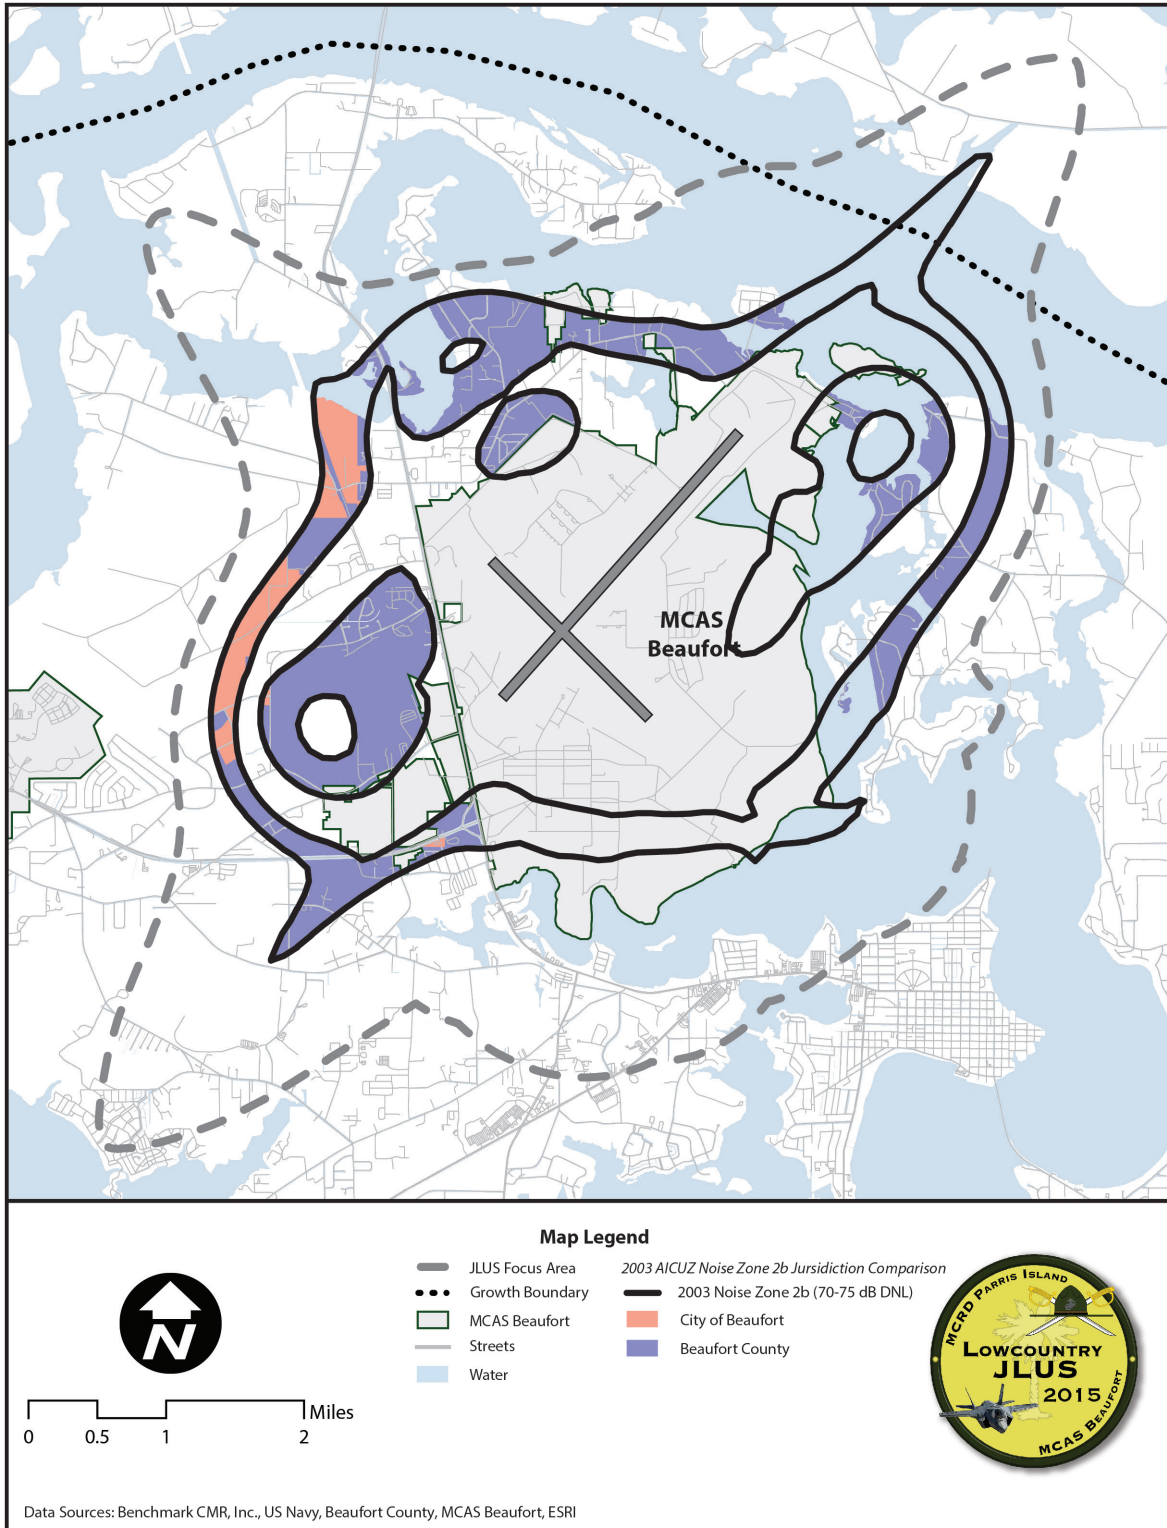 MCAS
Beaufort
Map Legend
JLUS Focus Area
Growth Boundary
MCAS Beaufort
Streets
Water
2003 AICUZ Noise Zone 2b Jursidiction Comparison
2003 Noise Zone 2b (70-75 dB DNL)
City of Beaufort
Beaufort County
N
Miles
0 0.5 1 2
MCRD PARRIS ISLAND
LOWCOUNTRY
JLUS
2015
MCAS BEAUFORT
Data Sources: Benchmark CMR, Inc., US Navy, Beaufort County, MCAS Beaufort, ESRI